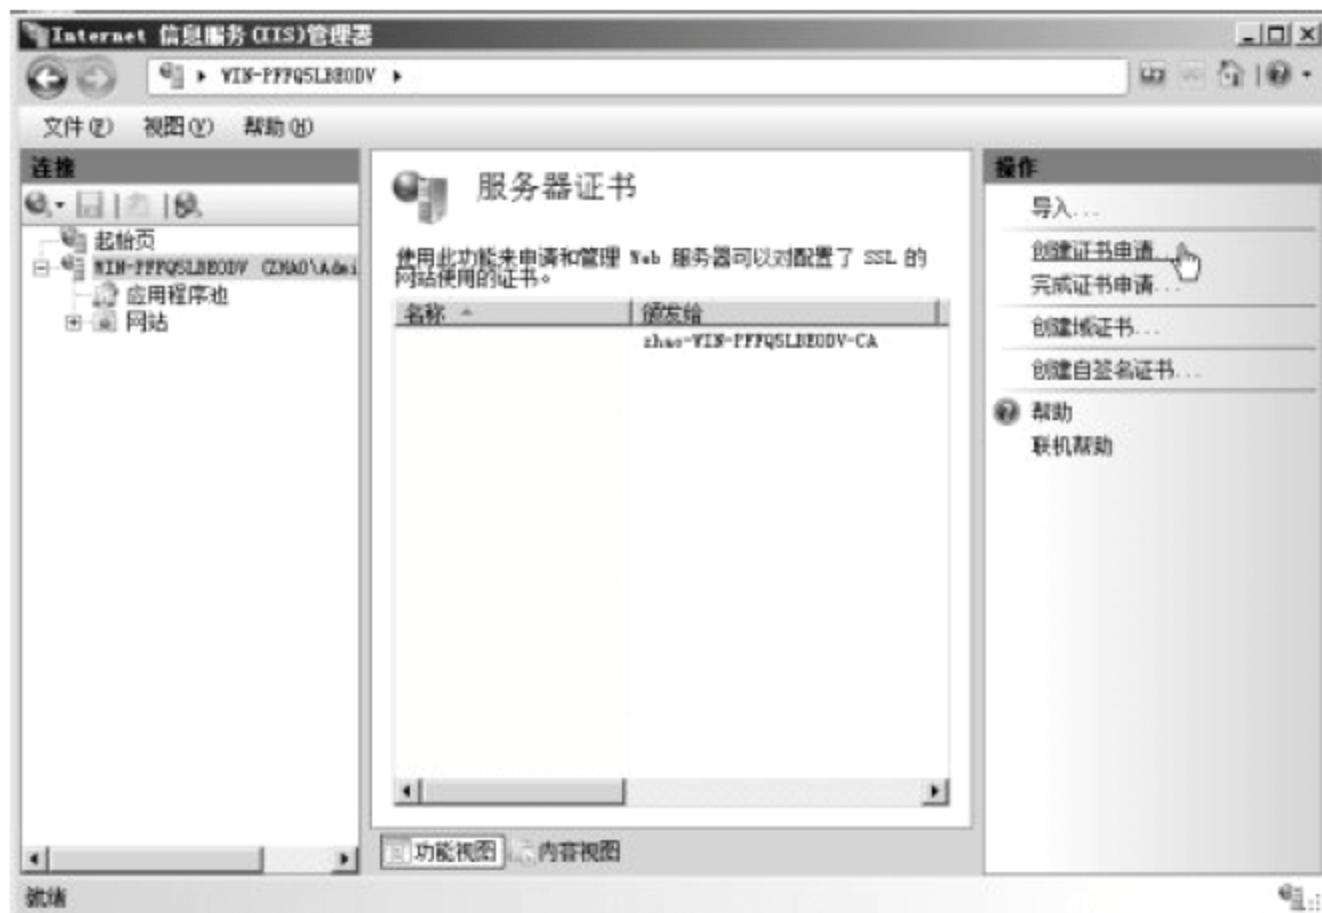 Internet 信息服务(IIS)管理器
WIN-PFFQ5LBEODV
文件(F) 视图(V) 帮助(H)
连接
起始页
WIN-PFFQ5LBEODV (ZHAO\Admi
应用程序池
网站
服务器证书
使用此功能来申请和管理 Web 服务器可以对配置了 SSL 的
网站使用的证书。
名称 颁发给
zhao-WIN-PFFQ5LBEODV-CA
功能视图 内容视图
操作
导入...
创建证书申请...
完成证书申请...
创建域证书...
创建自签名证书...
帮助
联机帮助
就绪